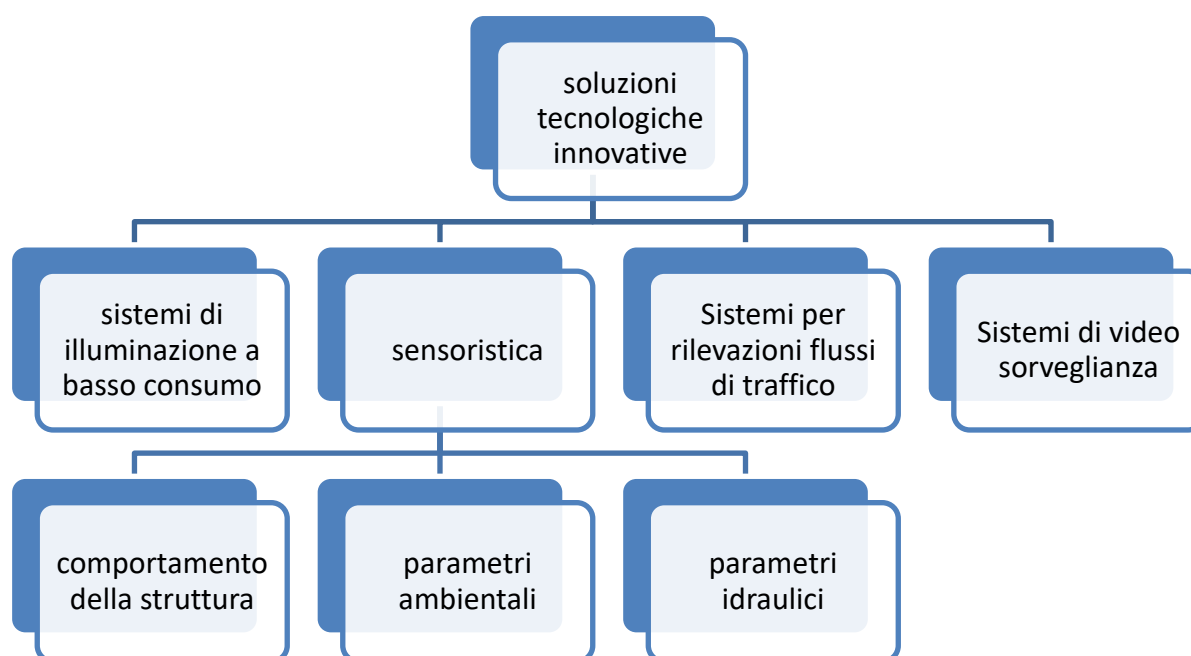 soluzioni
tecnologiche
innovative
sistemi di
illuminazione a
basso consumo
sensoristica
Sistemi per
rilevazioni flussi
di traffico
Sistemi di video
sorveglianza
comportamento
della struttura
parametri
ambientali
parametri
idraulici